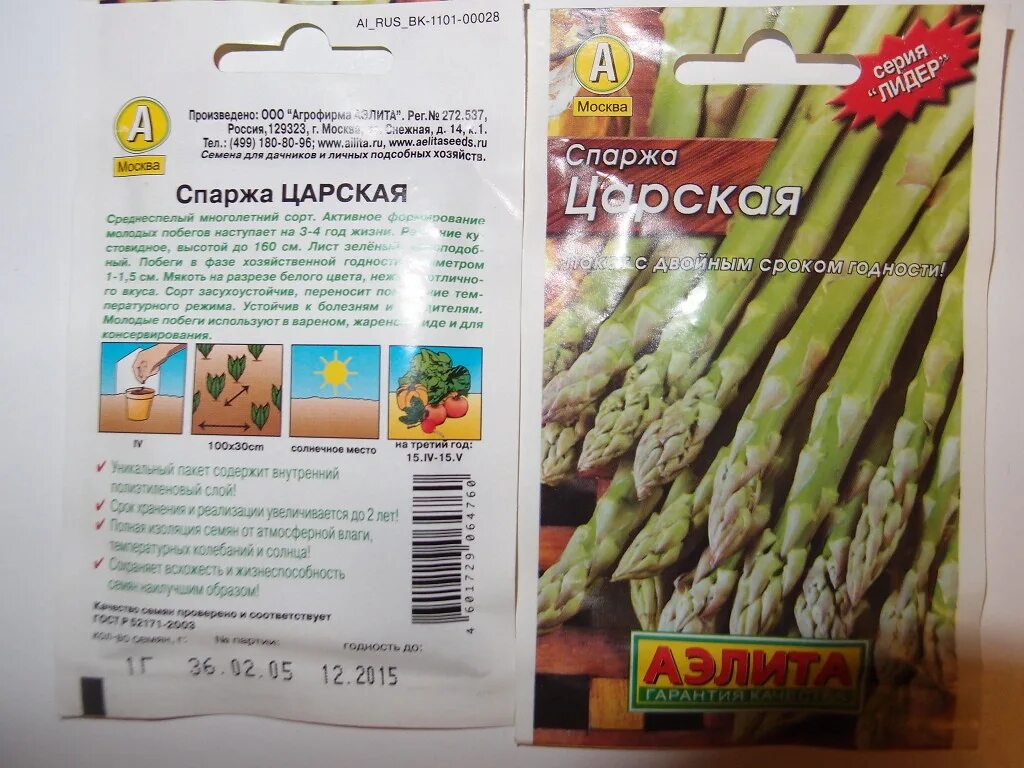 AI_RUS_BK-1101-00028
А
Москва
Произведено: ООО "Агрофирма АЭЛИТА". Рег.№ 272.537,
Россия,129323, г. Москва, Снежная, д. 14, к.1.
Тел.: (499) 180-80-96; www.ailita.ru, www.aelitaseeds.ru
Семена для дачников и личных подсобных хозяйств.
Спаржа ЦАРСКАЯ
Среднеспелый многолетний сорт. Активное формирование
молодых побегов наступает на 3-4 год жизни. ку-
стовидное, высотой до 160 см. Лист
ный. Побеги в фазе хозяйственной
1-1,5 см. Мякоть на разрезе белого цвета,
го вкуса. Сорт засухоустойчив, переносит тем-
пературного режима. Устойчив к болезням и
Молодые побеги используют в вареном, и для
консервирования.
IV
100x30cm
солнечное место
на третий год:
15.IV-15.V
Уникальный пакет содержит внутренний
полиэтиленовый слой!
Срок хранения и реализации увеличивается до 2 лет!
Полная изоляция семян от атмосферной влаги,
температурных колебаний и солнца!
Сохраняет всхожесть и жизнеспособность
семян наилучшим образом!
4 601729 064760
Качество семян проверено и соответствует
ГОСТ Р 52171-2003
кол-во семян, г: № партии: годность до:
1Г 36.02.05 12.2015
А
Москва
серия
"ЛИДЕР"
Спаржа
Царская
с двойным сроком годности!
АЭЛИТА
ГАРАНТИЯ КАЧЕСТВА